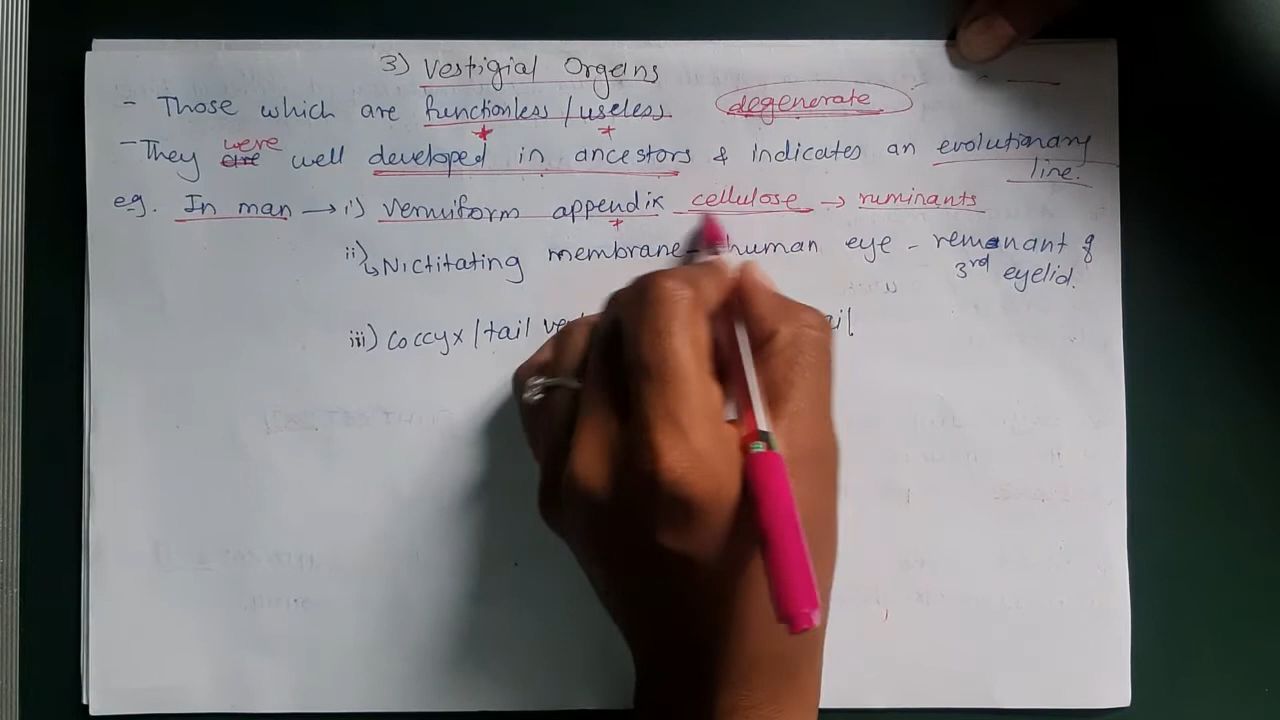 3) Vestigial Organs
- Those which are functionless / useless degenerate
- They were are well developed in ancestors & indicates an evolutionary
line.
eg. In man → i) Vermiform appendix cellulose → ruminants
ii) Nictitating membrane - human eye - remanant of
3rd eyelid.
iii) Coccyx / tail